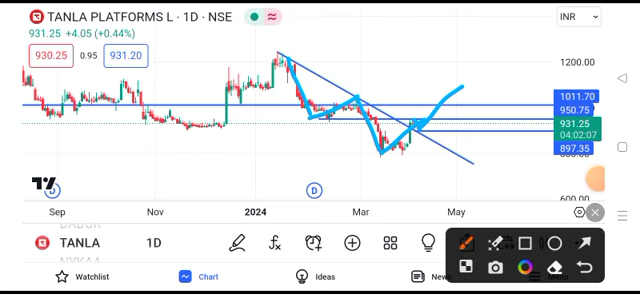 TANLA PLATFORMS L · 1D · NSE
INR
931.25 +4.05 (+0.44%)
930.25 0.95 931.20
1200.00
1011.70
950.75
931.25
04:02:07
897.35
800.00
600.00
D
D
Sep Nov 2024 Mar May
TANLA 1D
Watchlist Chart Ideas News